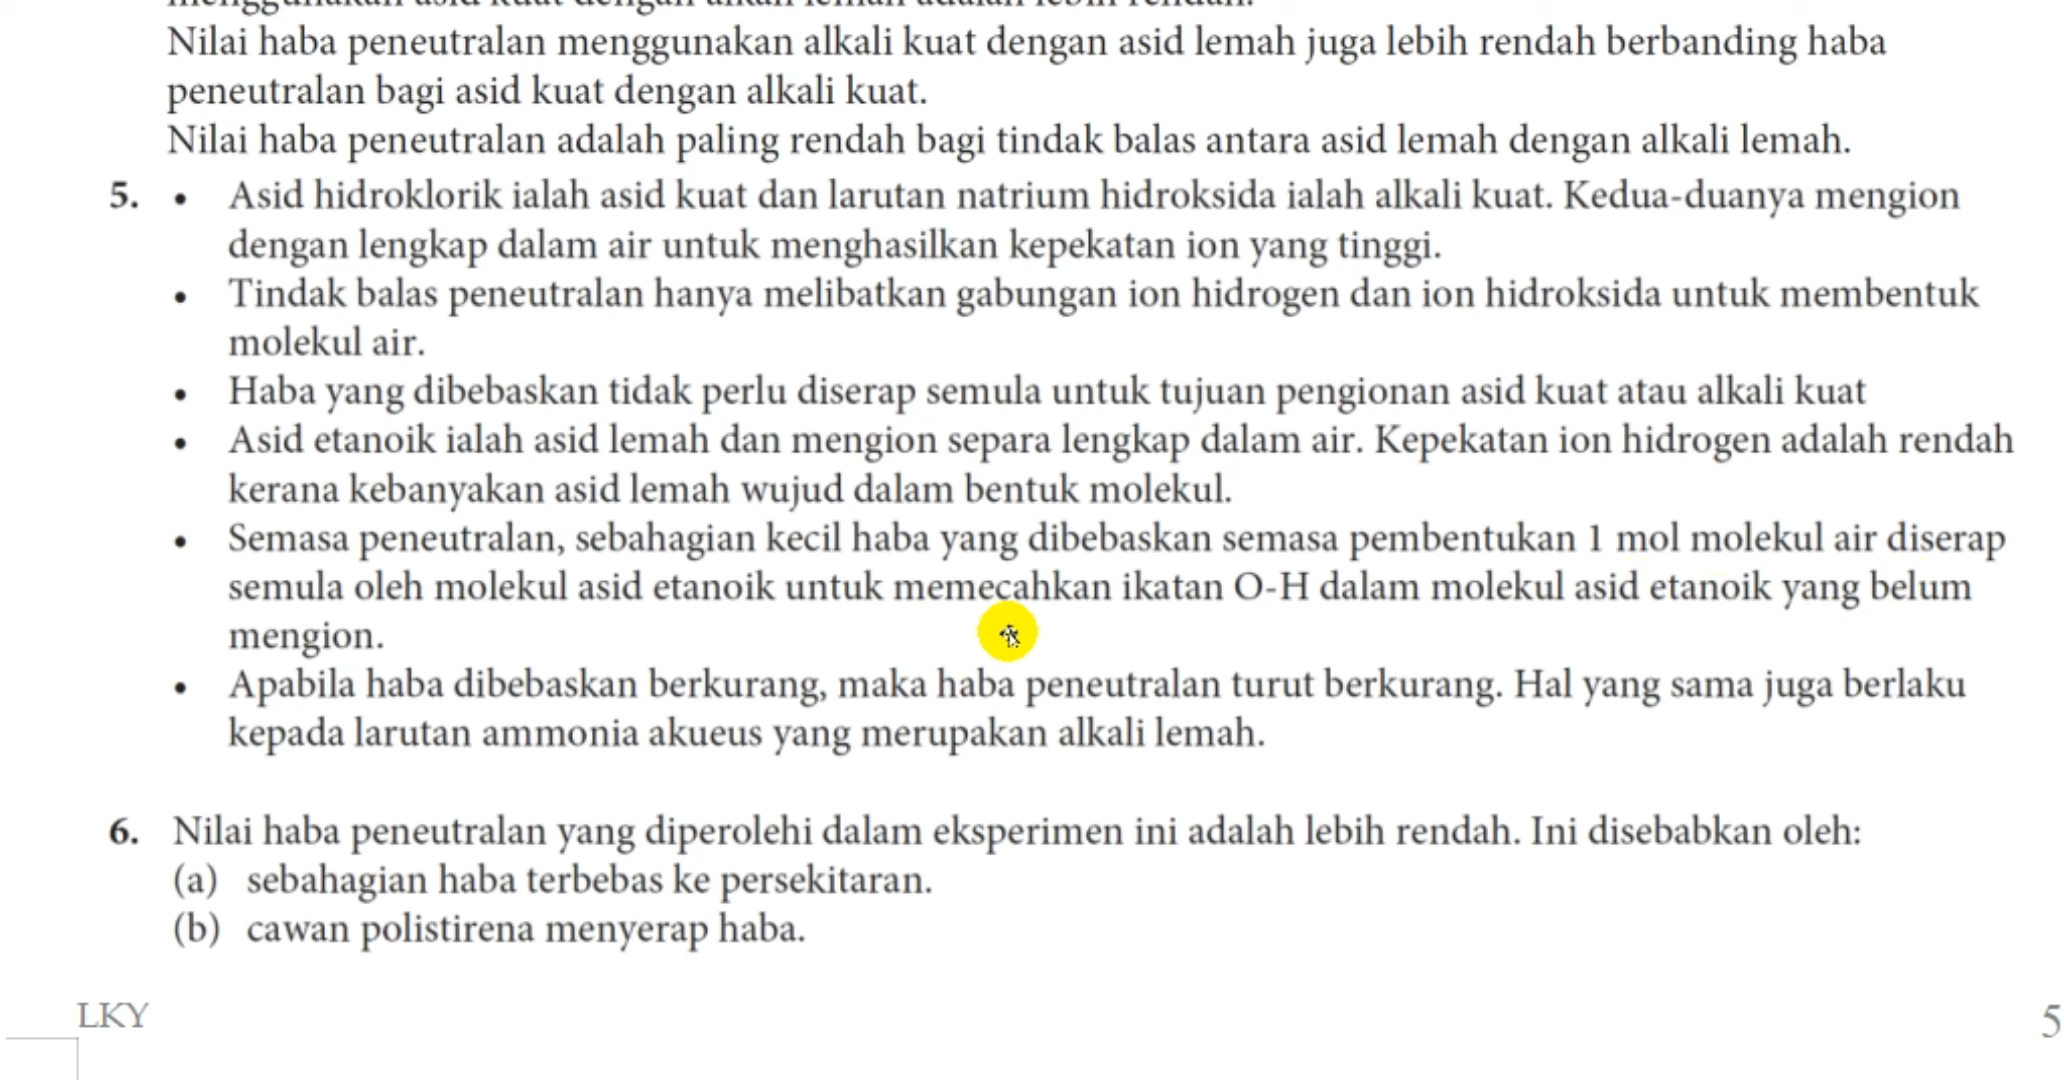 menggunakan asid kuat dengan alkali lemah adalah lebih rendah.
Nilai haba peneutralan menggunakan alkali kuat dengan asid lemah juga lebih rendah berbanding haba
peneutralan bagi asid kuat dengan alkali kuat.
Nilai haba peneutralan adalah paling rendah bagi tindak balas antara asid lemah dengan alkali lemah.
5. • Asid hidroklorik ialah asid kuat dan larutan natrium hidroksida ialah alkali kuat. Kedua-duanya mengion
dengan lengkap dalam air untuk menghasilkan kepekatan ion yang tinggi.
• Tindak balas peneutralan hanya melibatkan gabungan ion hidrogen dan ion hidroksida untuk membentuk
molekul air.
• Haba yang dibebaskan tidak perlu diserap semula untuk tujuan pengionan asid kuat atau alkali kuat
• Asid etanoik ialah asid lemah dan mengion separa lengkap dalam air. Kepekatan ion hidrogen adalah rendah
kerana kebanyakan asid lemah wujud dalam bentuk molekul.
• Semasa peneutralan, sebahagian kecil haba yang dibebaskan semasa pembentukan 1 mol molekul air diserap
semula oleh molekul asid etanoik untuk memecahkan ikatan O-H dalam molekul asid etanoik yang belum
mengion.
• Apabila haba dibebaskan berkurang, maka haba peneutralan turut berkurang. Hal yang sama juga berlaku
kepada larutan ammonia akueus yang merupakan alkali lemah.
6. Nilai haba peneutralan yang diperolehi dalam eksperimen ini adalah lebih rendah. Ini disebabkan oleh:
(a) sebahagian haba terbebas ke persekitaran.
(b) cawan polistirena menyerap haba.
LKY
5